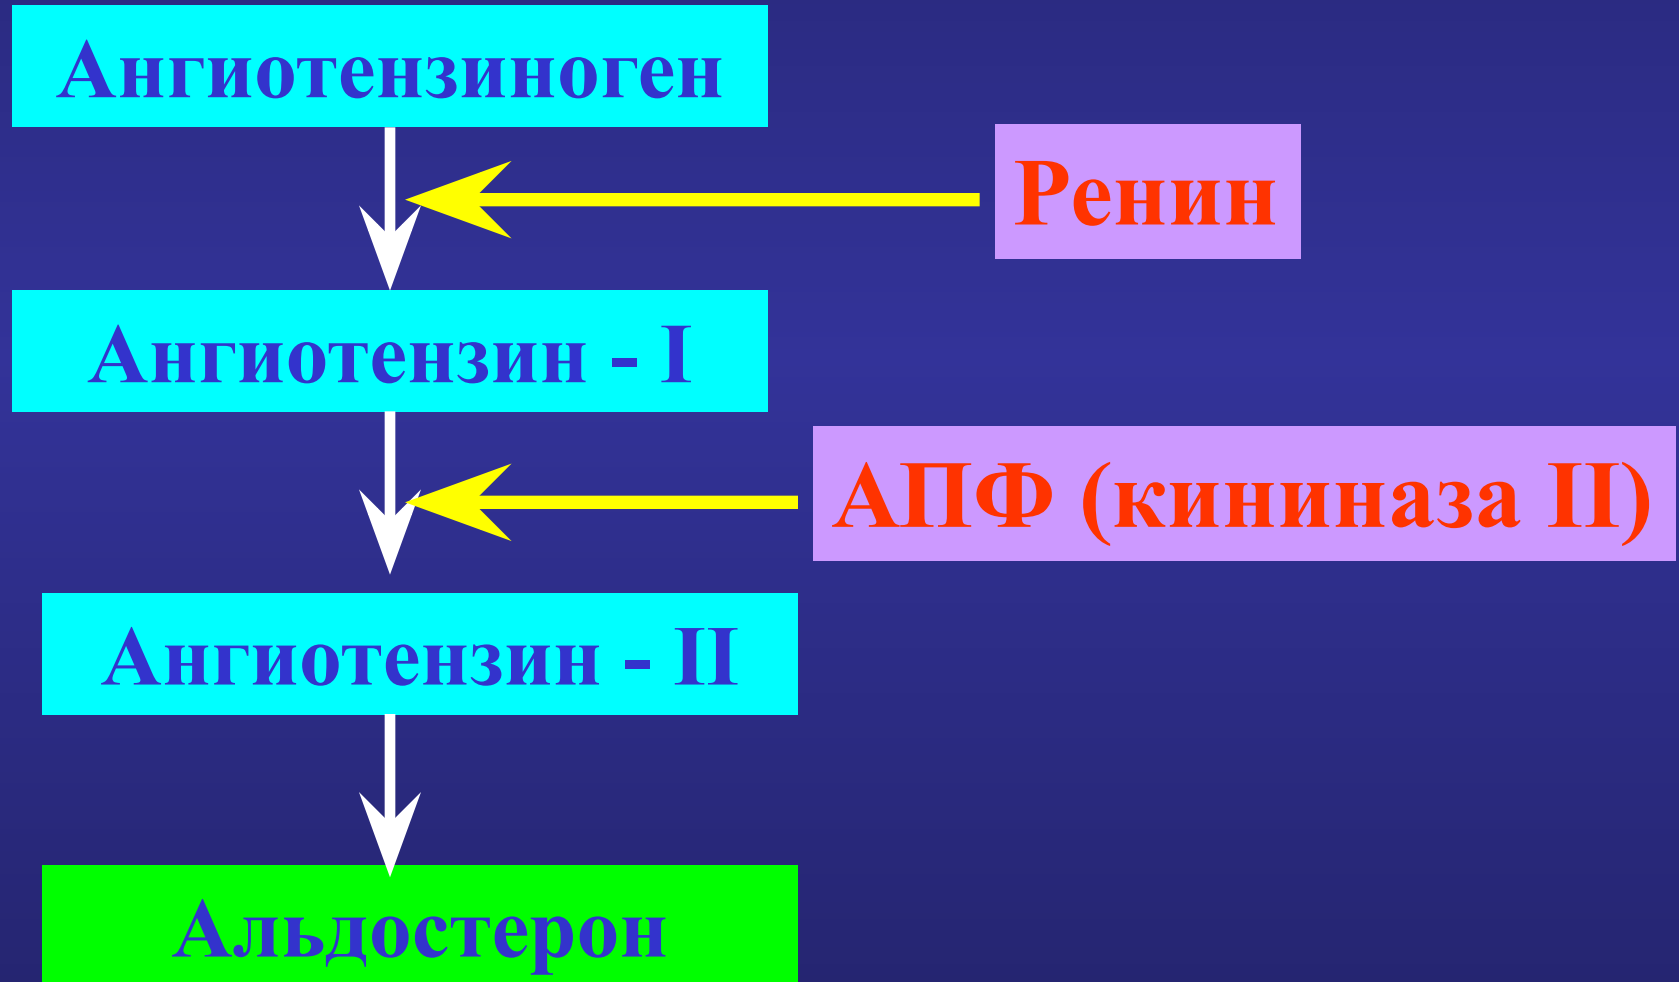 Ангиотензиноген
Ренин
Ангиотензин - I
АПФ (кининаза II)
Ангиотензин - II
Альдостерон